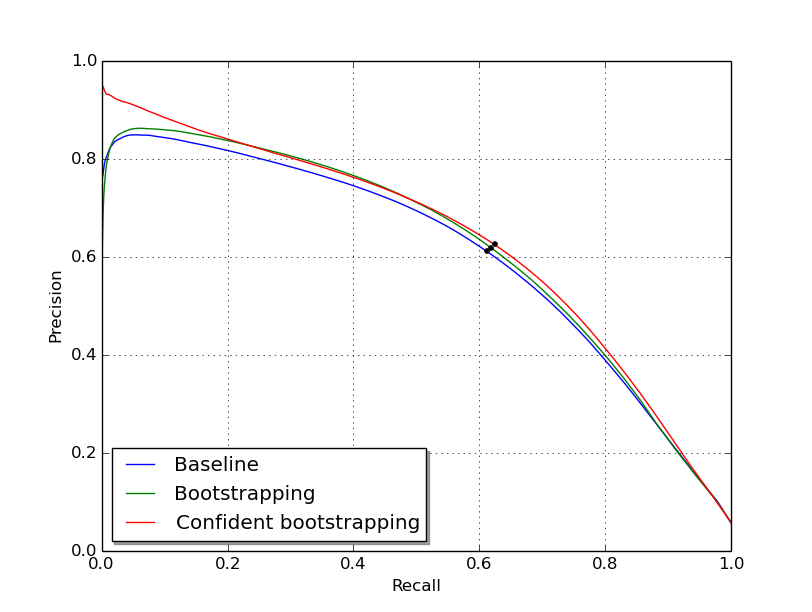 1.0
0.8
0.6
0.4
0.2
0.0
Precision
Baseline
Bootstrapping
Confident bootstrapping
0.0 0.2 0.4 0.6 0.8 1.0
Recall